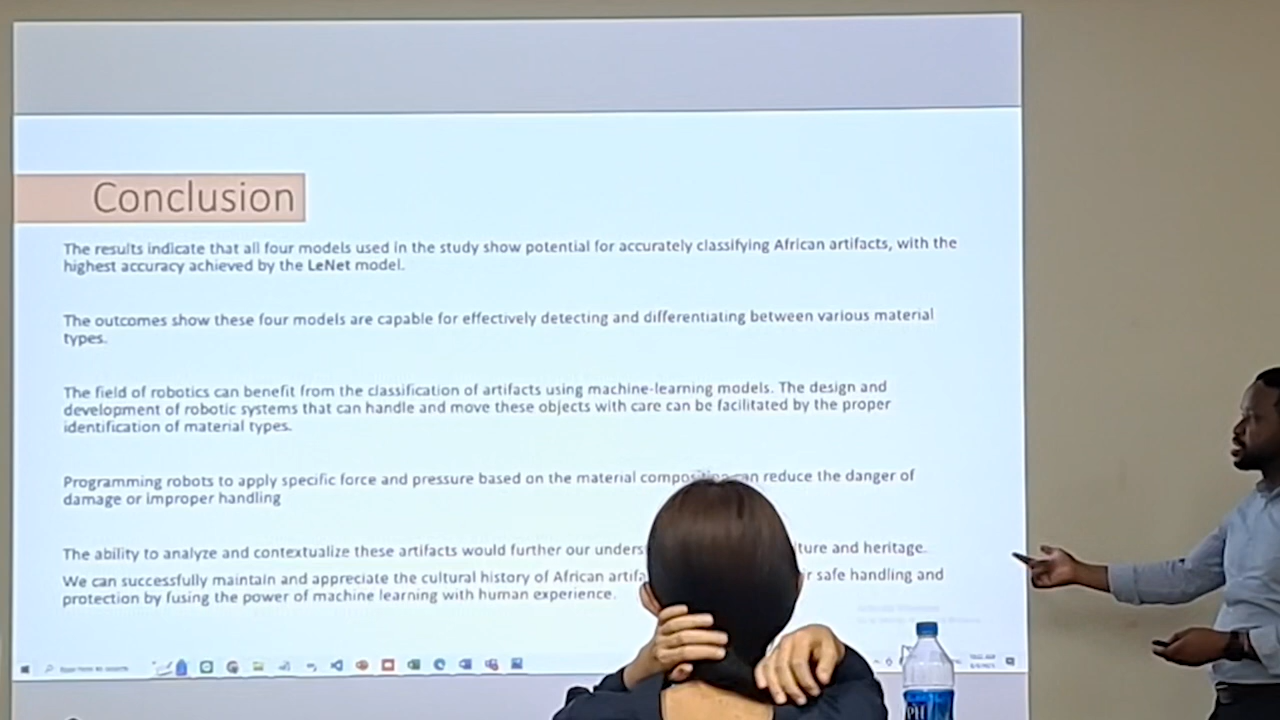 Conclusion
The results indicate that all four models used in the study show potential for accurately classifying African artifacts, with the
highest accuracy achieved by the LeNet model.
The outcomes show these four models are capable for effectively detecting and differentiating between various material
types.
The field of robotics can benefit from the classification of artifacts using machine-learning models. The design and
development of robotic systems that can handle and move these objects with care can be facilitated by the proper
identification of material types.
Programming robots to apply specific force and pressure based on the material can reduce the danger of
damage or improper handling
The ability to analyze and contextualize these artifacts would further our and heritage.
We can successfully maintain and appreciate the cultural history of African safe handling and
protection by fusing the power of machine learning with human experience.
Type here to search